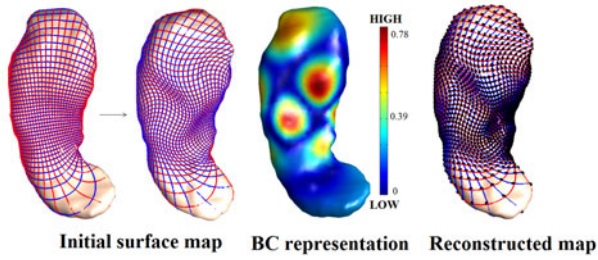 HIGH
0.78
0.39
0
LOW
Initial surface map
BC representation
Reconstructed map